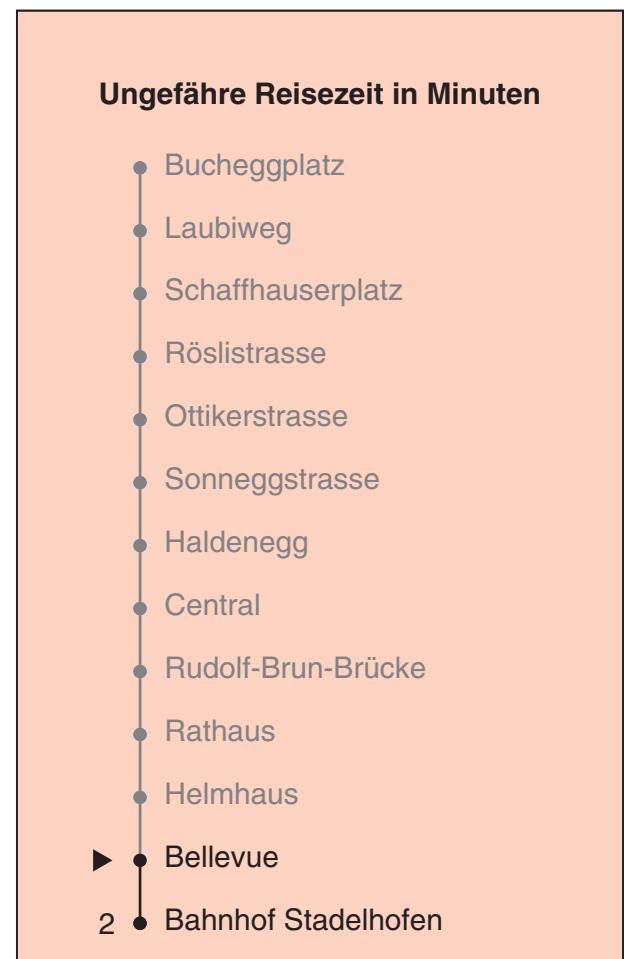 Ungefähre Reisezeit in Minuten
Bucheggplatz
Laubiweg
Schaffhauserplatz
Röslistrasse
Ottikerstrasse
Sonneggstrasse
Haldenegg
Central
Rudolf-Brun-Brücke
Rathaus
Helmhaus
Bellevue
2 Bahnhof Stadelhofen